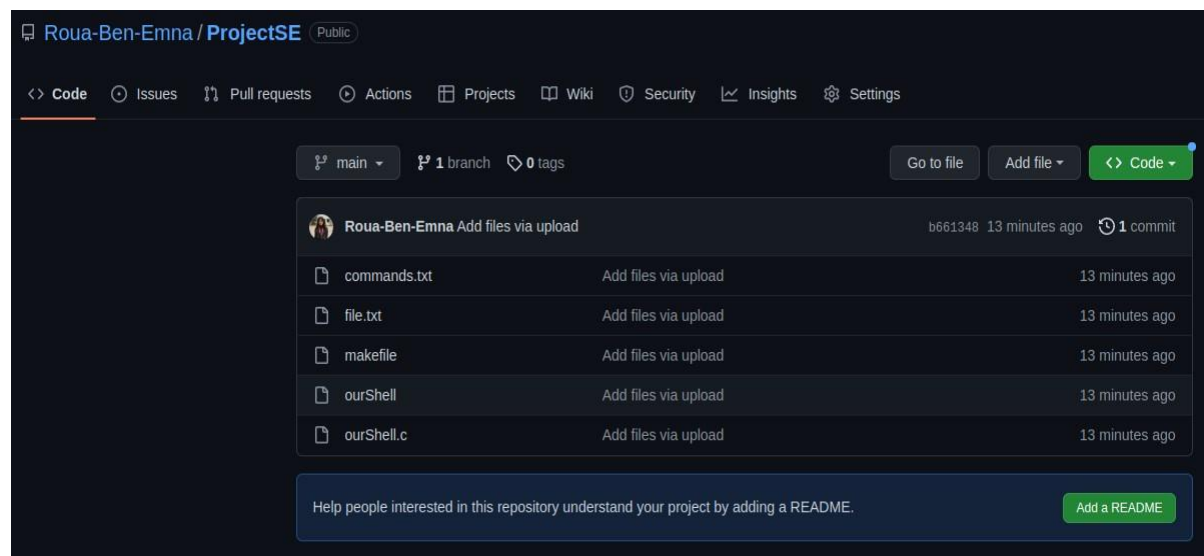 Roua-Ben-Emna / ProjectSE Public
Code Issues Pull requests Actions Projects Wiki Security Insights Settings
main 1 branch 0 tags Go to file Add file Code
Roua-Ben-Emna Add files via upload b661348 13 minutes ago 1 commit
commands.txt Add files via upload 13 minutes ago
file.txt Add files via upload 13 minutes ago
makefile Add files via upload 13 minutes ago
ourShell Add files via upload 13 minutes ago
ourShell.c Add files via upload 13 minutes ago
Help people interested in this repository understand your project by adding a README. Add a README